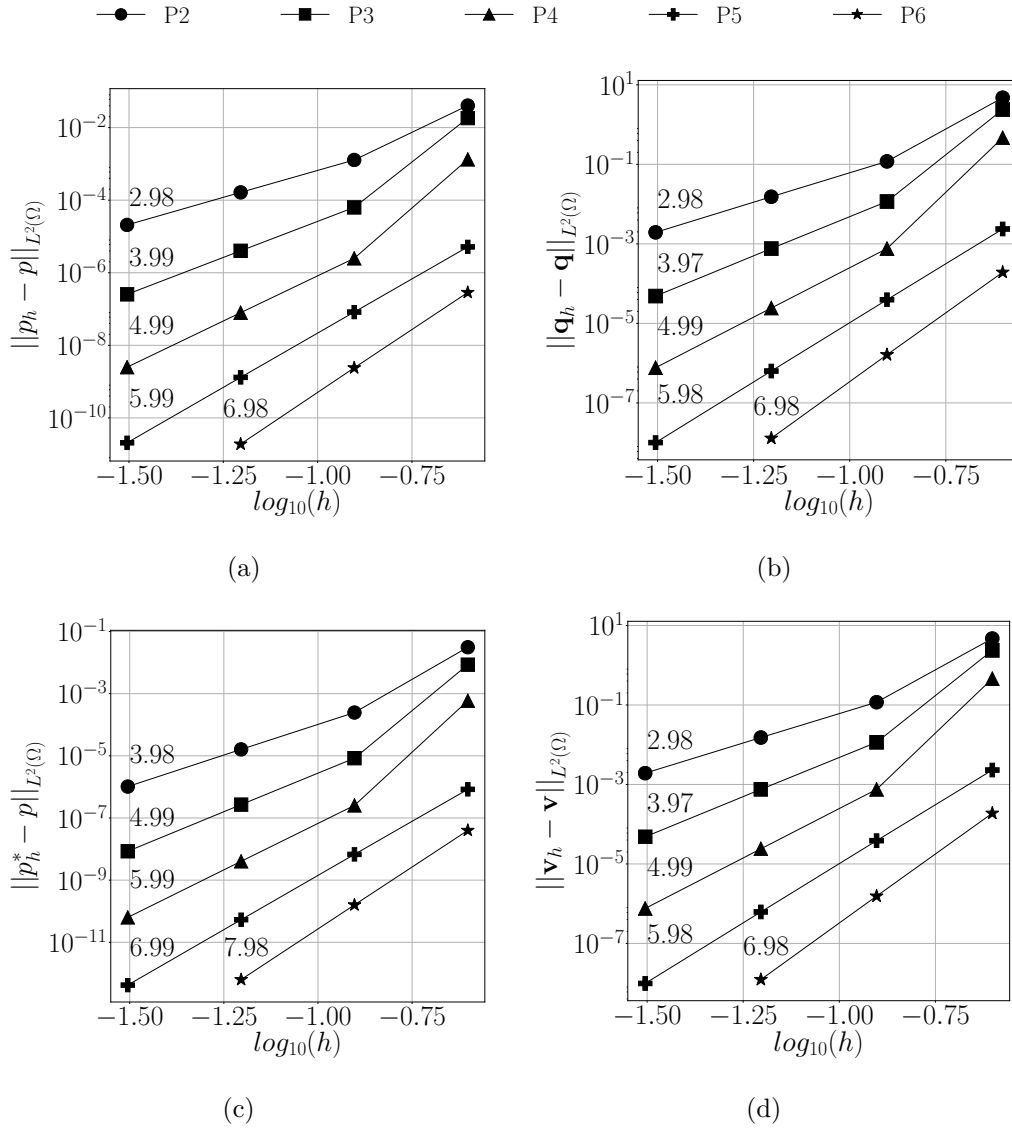 P2 P3 P4 P5 P6
10^{-2}
10^{-4}
10^{-6}
10^{-8}
10^{-10}
||p_h − p||_{L^2(Ω)}
2.98
3.99
4.99
5.99
6.98
−1.50 −1.25 −1.00 −0.75
log_{10}(h)
(a)
10^1
10^{-1}
10^{-3}
10^{-5}
10^{-7}
||𝐪_h − 𝐪||_{L^2(Ω)}
2.98
3.97
4.99
5.98
6.98
−1.50 −1.25 −1.00 −0.75
log_{10}(h)
(b)
10^{-1}
10^{-3}
10^{-5}
10^{-7}
10^{-9}
10^{-11}
||p_h^* − p||_{L^2(Ω)}
3.98
4.99
5.99
6.99
7.98
−1.50 −1.25 −1.00 −0.75
log_{10}(h)
(c)
10^1
10^{-1}
10^{-3}
10^{-5}
10^{-7}
||𝐯_h − 𝐯||_{L^2(Ω)}
2.98
3.97
4.99
5.98
6.98
−1.50 −1.25 −1.00 −0.75
log_{10}(h)
(d)